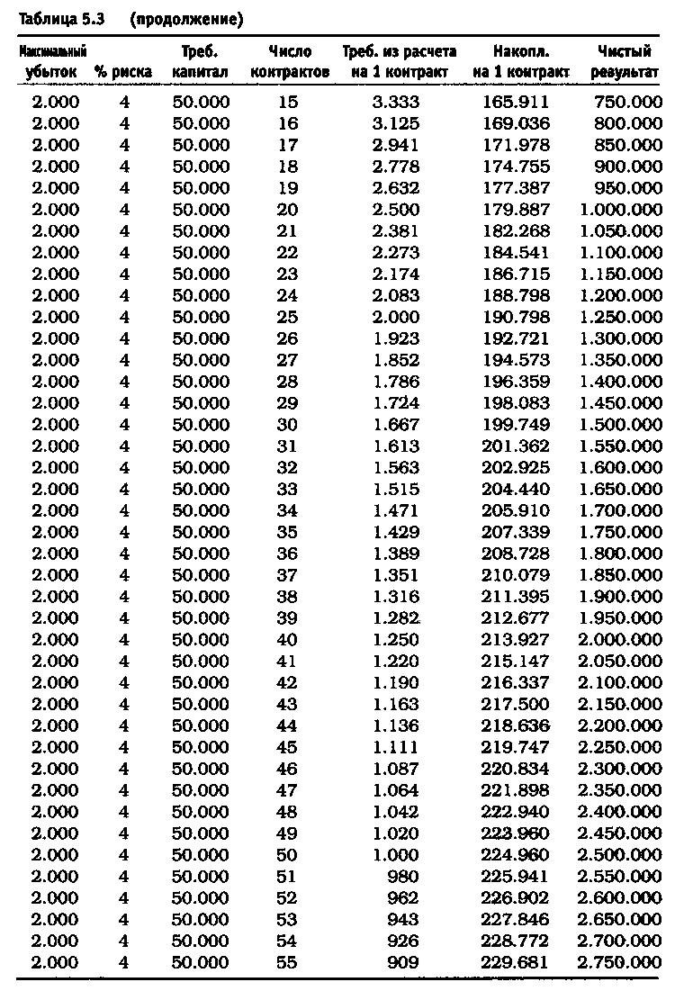 Таблица 5.3 (продолжение)
Максимальный Треб. Число Треб. из расчета Накопл. Чистый
убыток % риска капитал контрактов на 1 контракт на 1 контракт результат
2.000 4 50.000 15 3.333 165.911 750.000
2.000 4 50.000 16 3.125 169.036 800.000
2.000 4 50.000 17 2.941 171.978 850.000
2.000 4 50.000 18 2.778 174.755 900.000
2.000 4 50.000 19 2.632 177.387 950.000
2.000 4 50.000 20 2.500 179.887 1.000.000
2.000 4 50.000 21 2.381 182.268 1.050.000
2.000 4 50.000 22 2.273 184.541 1.100.000
2.000 4 50.000 23 2.174 186.715 1.150.000
2.000 4 50.000 24 2.083 188.798 1.200.000
2.000 4 50.000 25 2.000 190.798 1.250.000
2.000 4 50.000 26 1.923 192.721 1.300.000
2.000 4 50.000 27 1.852 194.573 1.350.000
2.000 4 50.000 28 1.786 196.359 1.400.000
2.000 4 50.000 29 1.724 198.083 1.450.000
2.000 4 50.000 30 1.667 199.749 1.500.000
2.000 4 50.000 31 1.613 201.362 1.550.000
2.000 4 50.000 32 1.563 202.925 1.600.000
2.000 4 50.000 33 1.515 204.440 1.650.000
2.000 4 50.000 34 1.471 205.910 1.700.000
2.000 4 50.000 35 1.429 207.339 1.750.000
2.000 4 50.000 36 1.389 208.728 1.800.000
2.000 4 50.000 37 1.351 210.079 1.850.000
2.000 4 50.000 38 1.316 211.395 1.900.000
2.000 4 50.000 39 1.282 212.677 1.950.000
2.000 4 50.000 40 1.250 213.927 2.000.000
2.000 4 50.000 41 1.220 215.147 2.050.000
2.000 4 50.000 42 1.190 216.337 2.100.000
2.000 4 50.000 43 1.163 217.500 2.150.000
2.000 4 50.000 44 1.136 218.636 2.200.000
2.000 4 50.000 45 1.111 219.747 2.250.000
2.000 4 50.000 46 1.087 220.834 2.300.000
2.000 4 50.000 47 1.064 221.898 2.350.000
2.000 4 50.000 48 1.042 222.940 2.400.000
2.000 4 50.000 49 1.020 223.960 2.450.000
2.000 4 50.000 50 1.000 224.960 2.500.000
2.000 4 50.000 51 980 225.941 2.550.000
2.000 4 50.000 52 962 226.902 2.600.000
2.000 4 50.000 53 943 227.846 2.650.000
2.000 4 50.000 54 926 228.772 2.700.000
2.000 4 50.000 55 909 229.681 2.750.000